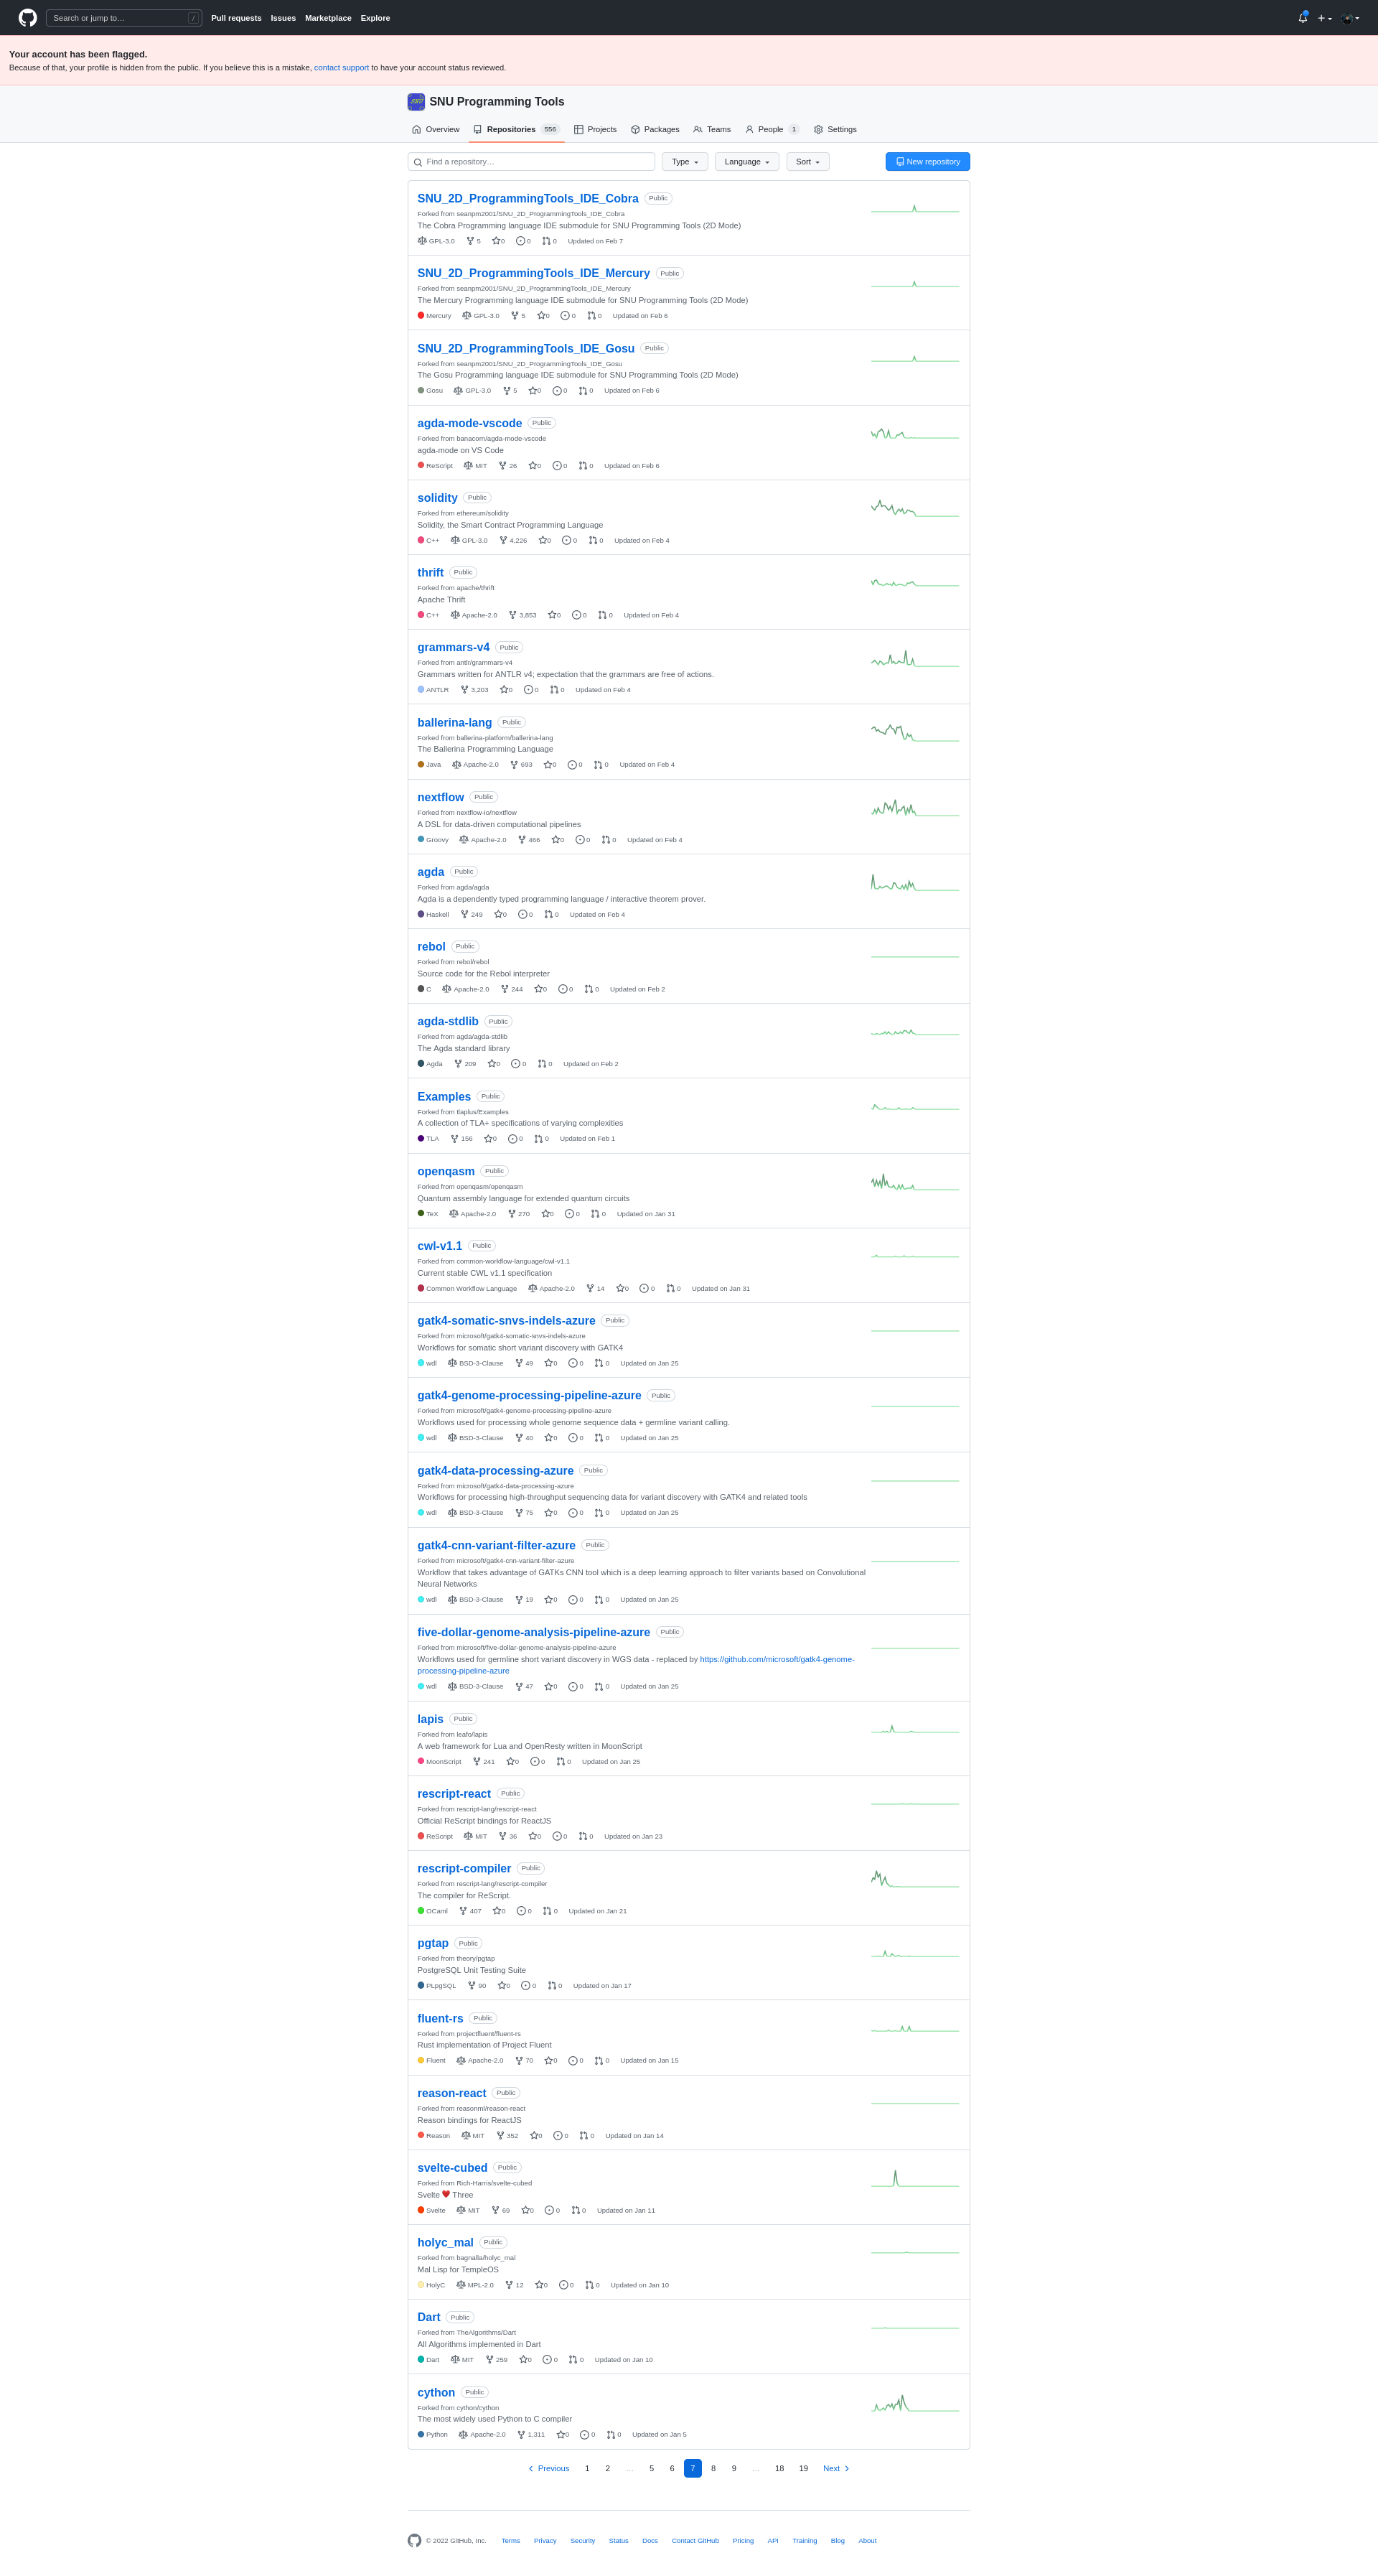 Search or jump to… /
Pull requests Issues Marketplace Explore
Your account has been flagged.
Because of that, your profile is hidden from the public. If you believe this is a mistake, contact support to have your account status reviewed.
SNU Programming Tools
Overview Repositories 556 Projects Packages Teams People 1 Settings
Find a repository… Type Language Sort New repository
SNU_2D_ProgrammingTools_IDE_Cobra Public
Forked from seanpm2001/SNU_2D_ProgrammingTools_IDE_Cobra
The Cobra Programming language IDE submodule for SNU Programming Tools (2D Mode)
GPL-3.0 5 0 0 0 Updated on Feb 7
SNU_2D_ProgrammingTools_IDE_Mercury Public
Forked from seanpm2001/SNU_2D_ProgrammingTools_IDE_Mercury
The Mercury Programming language IDE submodule for SNU Programming Tools (2D Mode)
Mercury GPL-3.0 5 0 0 0 Updated on Feb 6
SNU_2D_ProgrammingTools_IDE_Gosu Public
Forked from seanpm2001/SNU_2D_ProgrammingTools_IDE_Gosu
The Gosu Programming language IDE submodule for SNU Programming Tools (2D Mode)
Gosu GPL-3.0 5 0 0 0 Updated on Feb 6
agda-mode-vscode Public
Forked from banacorn/agda-mode-vscode
agda-mode on VS Code
ReScript MIT 26 0 0 0 Updated on Feb 6
solidity Public
Forked from ethereum/solidity
Solidity, the Smart Contract Programming Language
C++ GPL-3.0 4,226 0 0 0 Updated on Feb 4
thrift Public
Forked from apache/thrift
Apache Thrift
C++ Apache-2.0 3,853 0 0 0 Updated on Feb 4
grammars-v4 Public
Forked from antlr/grammars-v4
Grammars written for ANTLR v4; expectation that the grammars are free of actions.
ANTLR 3,203 0 0 0 Updated on Feb 4
ballerina-lang Public
Forked from ballerina-platform/ballerina-lang
The Ballerina Programming Language
Java Apache-2.0 693 0 0 0 Updated on Feb 4
nextflow Public
Forked from nextflow-io/nextflow
A DSL for data-driven computational pipelines
Groovy Apache-2.0 466 0 0 0 Updated on Feb 4
agda Public
Forked from agda/agda
Agda is a dependently typed programming language / interactive theorem prover.
Haskell 249 0 0 0 Updated on Feb 4
rebol Public
Forked from rebol/rebol
Source code for the Rebol interpreter
C Apache-2.0 244 0 0 0 Updated on Feb 2
agda-stdlib Public
Forked from agda/agda-stdlib
The Agda standard library
Agda 209 0 0 0 Updated on Feb 2
Examples Public
Forked from tlaplus/Examples
A collection of TLA+ specifications of varying complexities
TLA 156 0 0 0 Updated on Feb 1
openqasm Public
Forked from openqasm/openqasm
Quantum assembly language for extended quantum circuits
TeX Apache-2.0 270 0 0 0 Updated on Jan 31
cwl-v1.1 Public
Forked from common-workflow-language/cwl-v1.1
Current stable CWL v1.1 specification
Common Workflow Language Apache-2.0 14 0 0 0 Updated on Jan 31
gatk4-somatic-snvs-indels-azure Public
Forked from microsoft/gatk4-somatic-snvs-indels-azure
Workflows for somatic short variant discovery with GATK4
wdl BSD-3-Clause 49 0 0 0 Updated on Jan 25
gatk4-genome-processing-pipeline-azure Public
Forked from microsoft/gatk4-genome-processing-pipeline-azure
Workflows used for processing whole genome sequence data + germline variant calling.
wdl BSD-3-Clause 40 0 0 0 Updated on Jan 25
gatk4-data-processing-azure Public
Forked from microsoft/gatk4-data-processing-azure
Workflows for processing high-throughput sequencing data for variant discovery with GATK4 and related tools
wdl BSD-3-Clause 75 0 0 0 Updated on Jan 25
gatk4-cnn-variant-filter-azure Public
Forked from microsoft/gatk4-cnn-variant-filter-azure
Workflow that takes advantage of GATKs CNN tool which is a deep learning approach to filter variants based on Convolutional
Neural Networks
wdl BSD-3-Clause 19 0 0 0 Updated on Jan 25
five-dollar-genome-analysis-pipeline-azure Public
Forked from microsoft/five-dollar-genome-analysis-pipeline-azure
Workflows used for germline short variant discovery in WGS data - replaced by https://github.com/microsoft/gatk4-genome-
processing-pipeline-azure
wdl BSD-3-Clause 47 0 0 0 Updated on Jan 25
lapis Public
Forked from leafo/lapis
A web framework for Lua and OpenResty written in MoonScript
MoonScript 241 0 0 0 Updated on Jan 25
rescript-react Public
Forked from rescript-lang/rescript-react
Official ReScript bindings for ReactJS
ReScript MIT 36 0 0 0 Updated on Jan 23
rescript-compiler Public
Forked from rescript-lang/rescript-compiler
The compiler for ReScript.
OCaml 407 0 0 0 Updated on Jan 21
pgtap Public
Forked from theory/pgtap
PostgreSQL Unit Testing Suite
PLpgSQL 90 0 0 0 Updated on Jan 17
fluent-rs Public
Forked from projectfluent/fluent-rs
Rust implementation of Project Fluent
Fluent Apache-2.0 70 0 0 0 Updated on Jan 15
reason-react Public
Forked from reasonml/reason-react
Reason bindings for ReactJS
Reason MIT 352 0 0 0 Updated on Jan 14
svelte-cubed Public
Forked from Rich-Harris/svelte-cubed
Svelte ❤️ Three
Svelte MIT 69 0 0 0 Updated on Jan 11
holyc_mal Public
Forked from bagnalla/holyc_mal
Mal Lisp for TempleOS
HolyC MPL-2.0 12 0 0 0 Updated on Jan 10
Dart Public
Forked from TheAlgorithms/Dart
All Algorithms implemented in Dart
Dart MIT 259 0 0 0 Updated on Jan 10
cython Public
Forked from cython/cython
The most widely used Python to C compiler
Python Apache-2.0 1,311 0 0 0 Updated on Jan 5
Previous 1 2 … 5 6 7 8 9 … 18 19 Next
© 2022 GitHub, Inc. Terms Privacy Security Status Docs Contact GitHub Pricing API Training Blog About